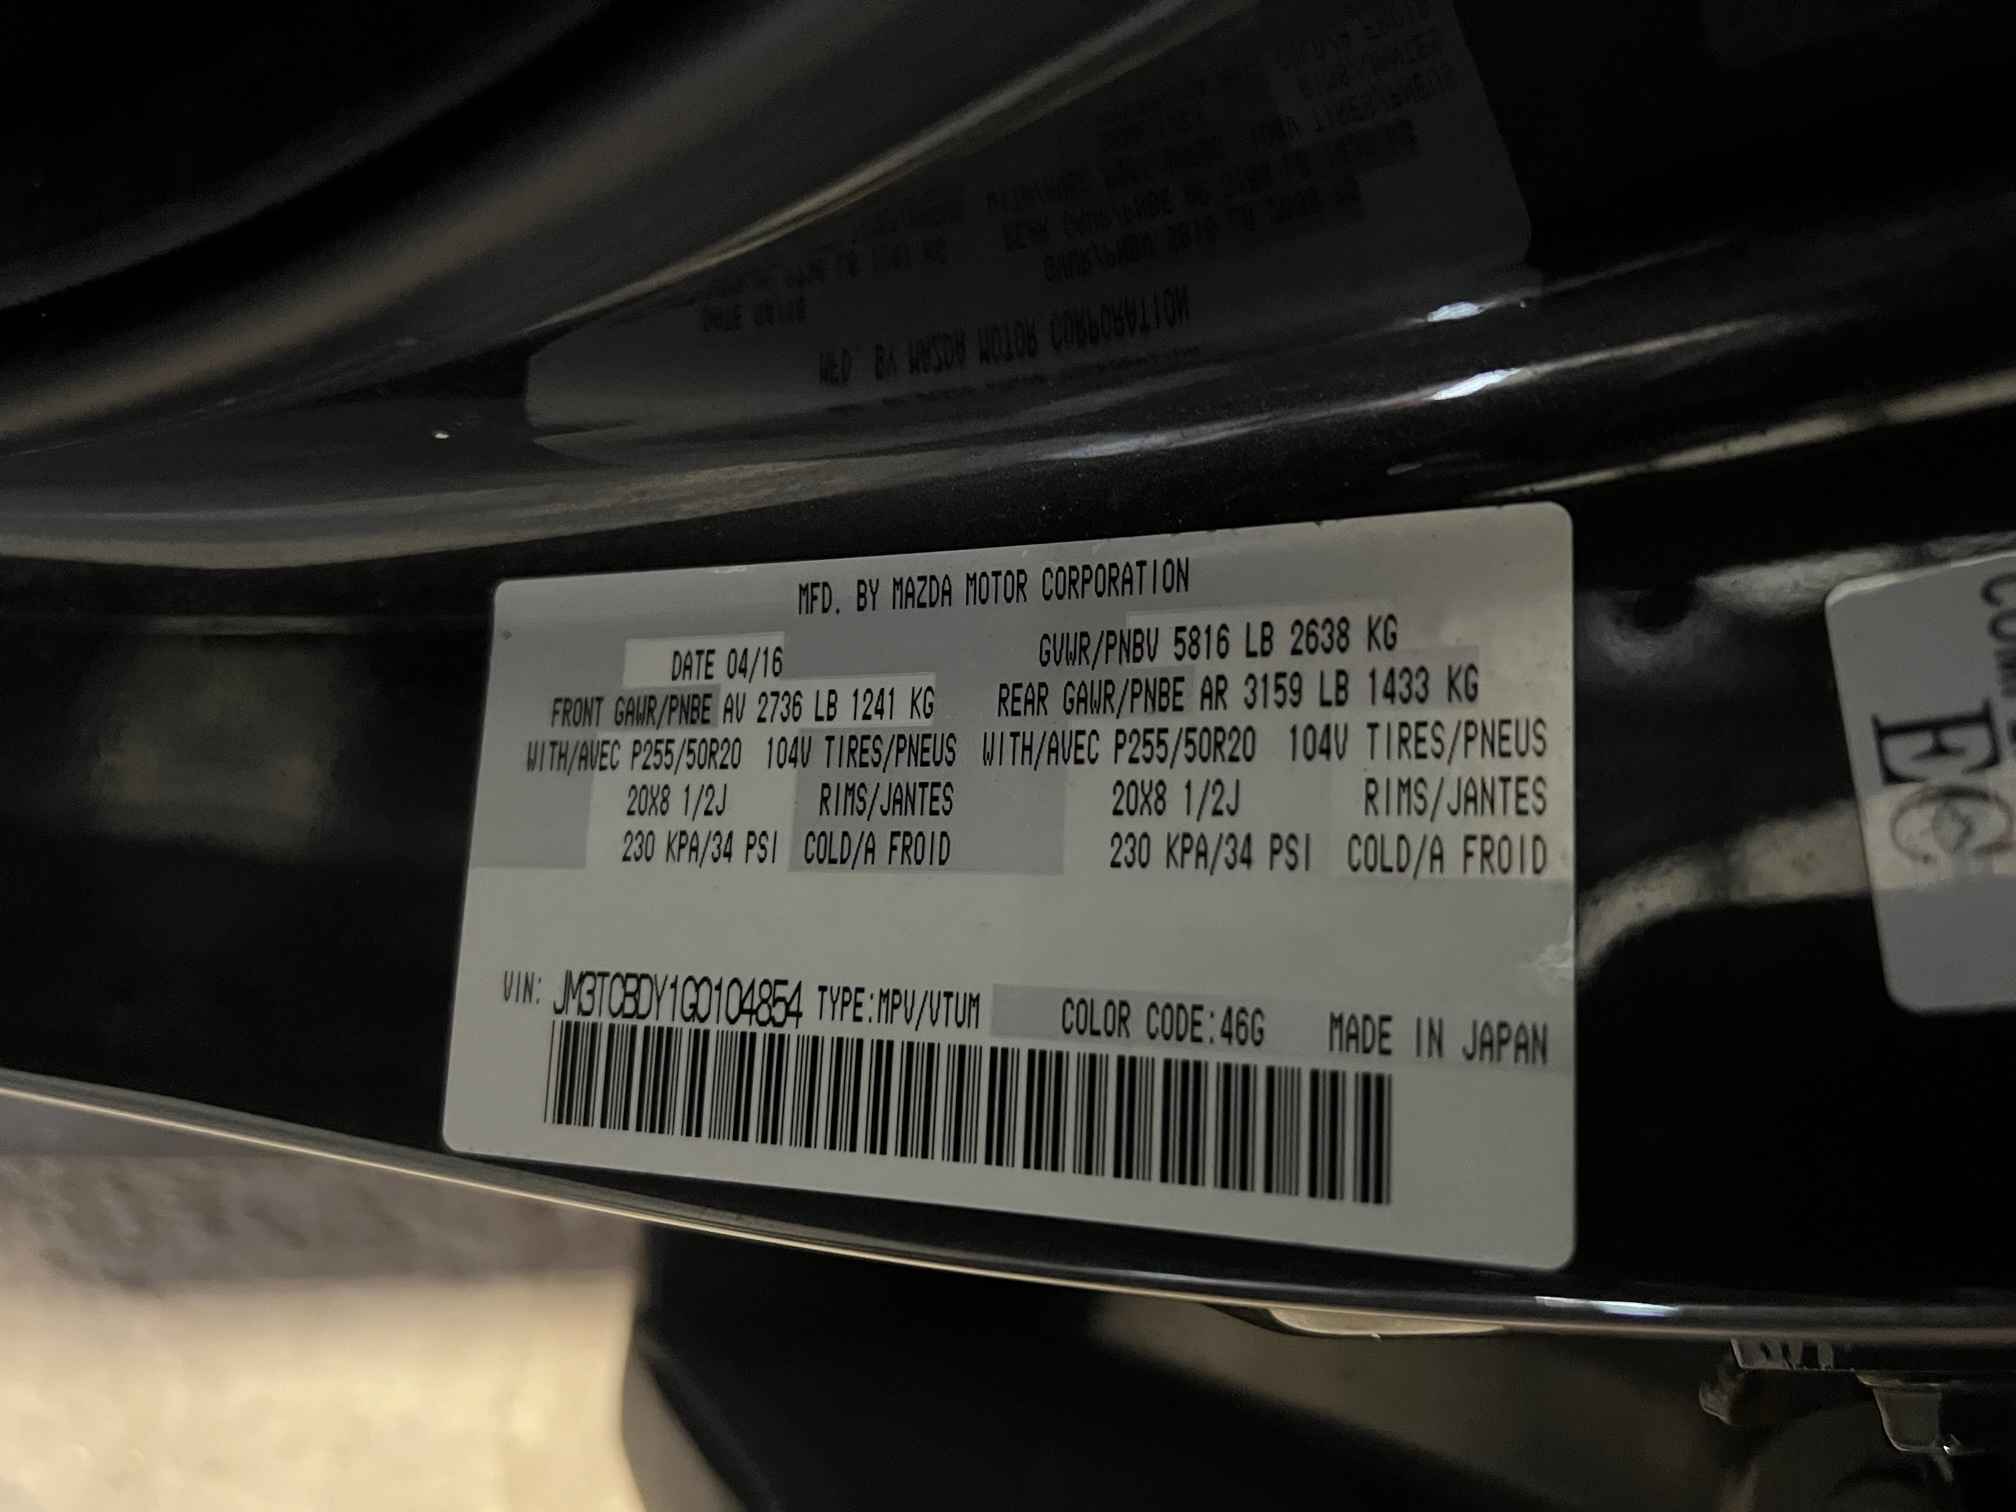 MFD. BY MAZDA MOTOR CORPORATION
DATE 04/16 GVWR/PNBV 5816 LB 2638 KG
FRONT GAWR/PNBE AV 2736 LB 1241 KG REAR GAWR/PNBE AR 3159 LB 1433 KG
WITH/AVEC P255/50R20 104V TIRES/PNEUS WITH/AVEC P255/50R20 104V TIRES/PNEUS
20X8 1/2J RIMS/JANTES 20X8 1/2J RIMS/JANTES
230 KPA/34 PSI COLD/A FROID 230 KPA/34 PSI COLD/A FROID
VIN: JM3TCBDY1G0104854 TYPE:MPV/VTUM COLOR CODE:46G MADE IN JAPAN